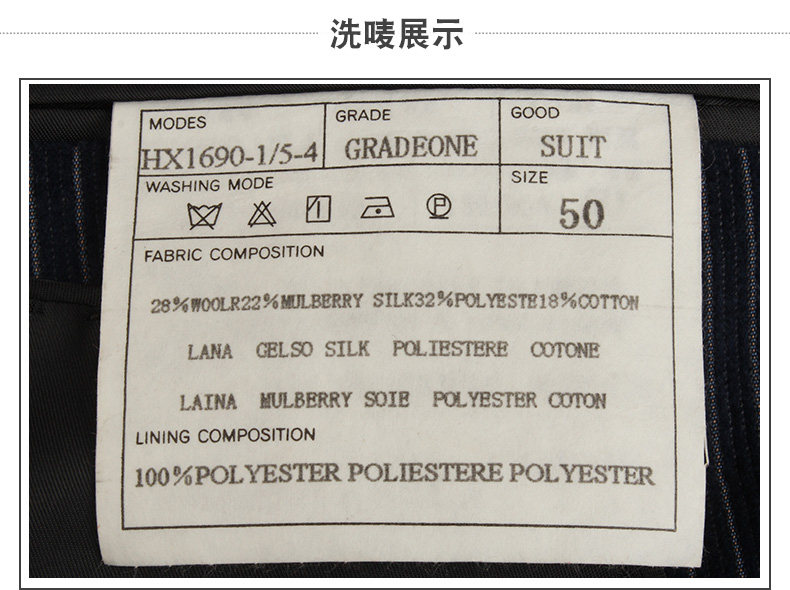 洗唛展示
MODES
GRADE
GOOD
HX1690-1/5-4
GRADEONE
SUIT
WASHING MODE
SIZE
P
50
FABRIC COMPOSITION
28%WOOLR22%MULBERRY SILK32%POLYESTE18%COTTON
LANA GELSO SILK POLIESTERE COTONE
LAINA MULBERRY SOIE POLYESTER COTON
LINING COMPOSITION
100%POLYESTER POLIESTERE POLYESTER